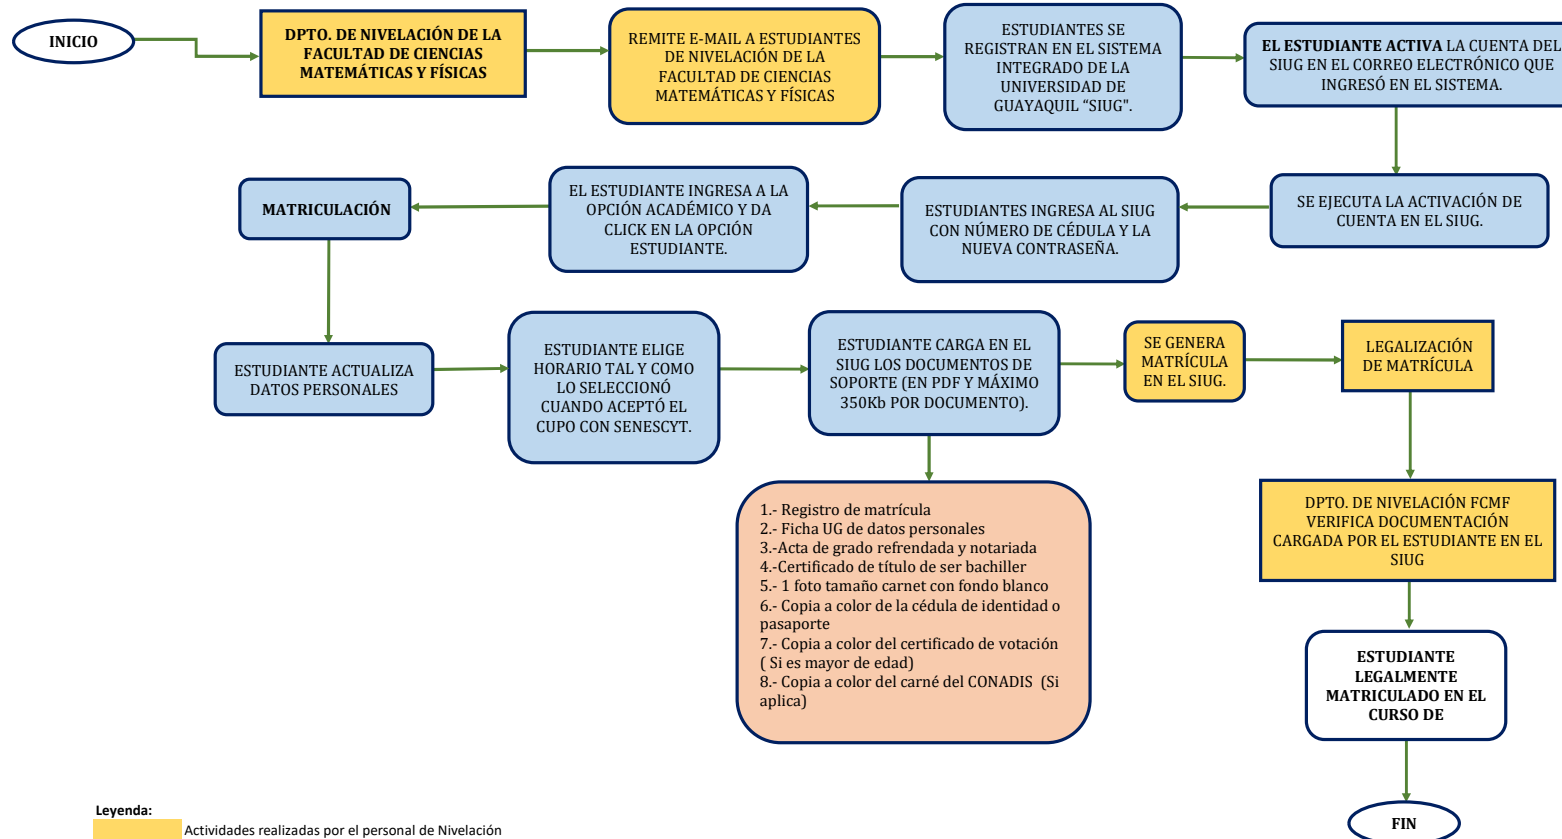 INICIO
DPTO. DE NIVELACIÓN DE LA
FACULTAD DE CIENCIAS
MATEMÁTICAS Y FÍSICAS
REMITE E-MAIL A ESTUDIANTES
DE NIVELACIÓN DE LA
FACULTAD DE CIENCIAS
MATEMÁTICAS Y FÍSICAS
ESTUDIANTES SE
REGISTRAN EN EL SISTEMA
INTEGRADO DE LA
UNIVERSIDAD DE
GUAYAQUIL “SIUG".
EL ESTUDIANTE ACTIVA LA CUENTA DEL
SIUG EN EL CORREO ELECTRÓNICO QUE
INGRESÓ EN EL SISTEMA.
SE EJECUTA LA ACTIVACIÓN DE
CUENTA EN EL SIUG.
ESTUDIANTES INGRESA AL SIUG
CON NÚMERO DE CÉDULA Y LA
NUEVA CONTRASEÑA.
EL ESTUDIANTE INGRESA A LA
OPCIÓN ACADÉMICO Y DA
CLICK EN LA OPCIÓN
ESTUDIANTE.
MATRICULACIÓN
ESTUDIANTE ACTUALIZA
DATOS PERSONALES
ESTUDIANTE ELIGE
HORARIO TAL Y COMO
LO SELECCIONÓ
CUANDO ACEPTÓ EL
CUPO CON SENESCYT.
ESTUDIANTE CARGA EN EL
SIUG LOS DOCUMENTOS DE
SOPORTE (EN PDF Y MÁXIMO
350Kb POR DOCUMENTO).
SE GENERA
MATRÍCULA
EN EL SIUG.
LEGALIZACIÓN
DE MATRÍCULA
1.- Registro de matrícula
2.- Ficha UG de datos personales
3.-Acta de grado refrendada y notariada
4.-Certificado de título de ser bachiller
5.- 1 foto tamaño carnet con fondo blanco
6.- Copia a color de la cédula de identidad o
pasaporte
7.- Copia a color del certificado de votación
( Si es mayor de edad)
8.- Copia a color del carné del CONADIS (Si
aplica)
DPTO. DE NIVELACIÓN FCMF
VERIFICA DOCUMENTACIÓN
CARGADA POR EL ESTUDIANTE EN EL
SIUG
ESTUDIANTE
LEGALMENTE
MATRICULADO EN EL
CURSO DE
FIN
Leyenda:
Actividades realizadas por el personal de Nivelación